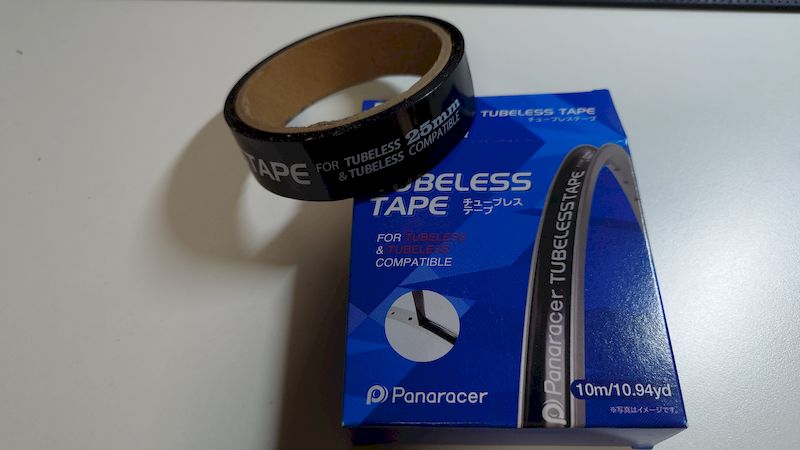 TAPE FOR TUBELESS 25mm
& TUBELESS COMPATIBLE
TUBELESS TAPE
チューブレステープ
TUBELESS
TAPE チューブレス
テープ
FOR TUBELESS
& TUBELESS
COMPATIBLE
Panaracer TUBELESSTAPE
Panaracer
10m/10.94yd
※写真はイメージです。